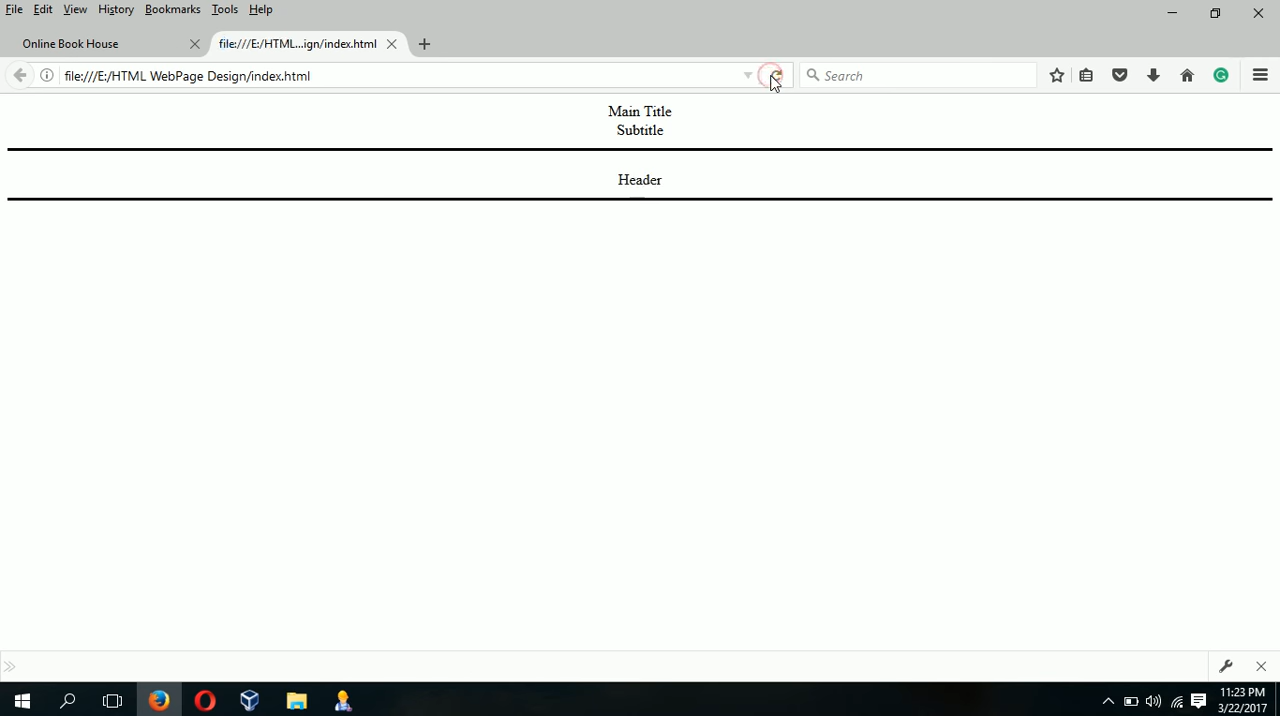 File Edit View History Bookmarks Tools Help
Online Book House file:///E:/HTML...ign/index.html
file:///E:/HTML WebPage Design/index.html Search
Main Title
Subtitle
Header
11:23 PM
3/22/2017